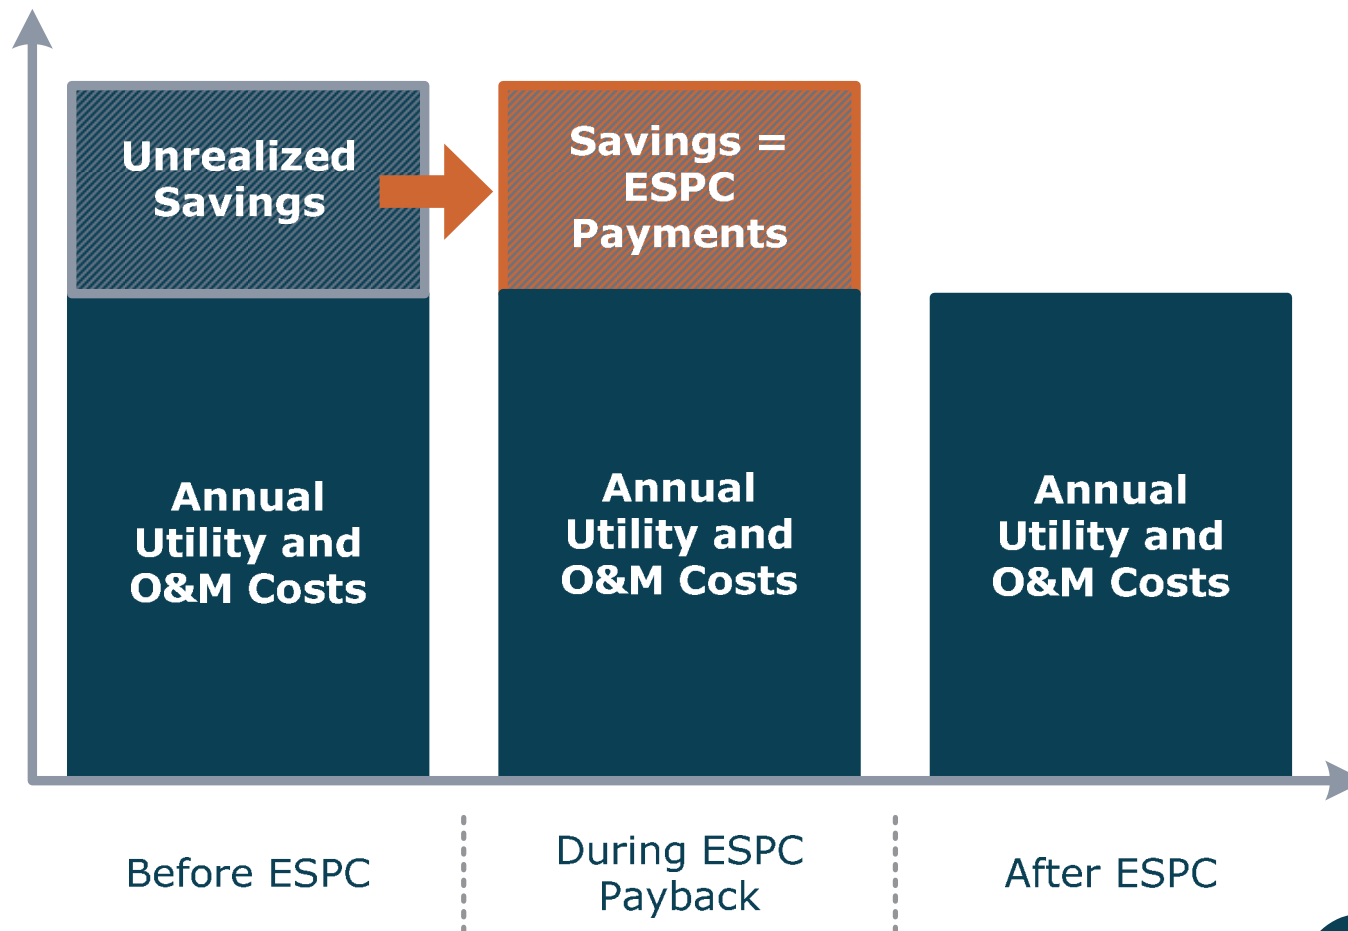 Unrealized
Savings
Savings =
ESPC
Payments
Annual
Utility and
O&M Costs
Annual
Utility and
O&M Costs
Annual
Utility and
O&M Costs
Before ESPC
During ESPC
Payback
After ESPC